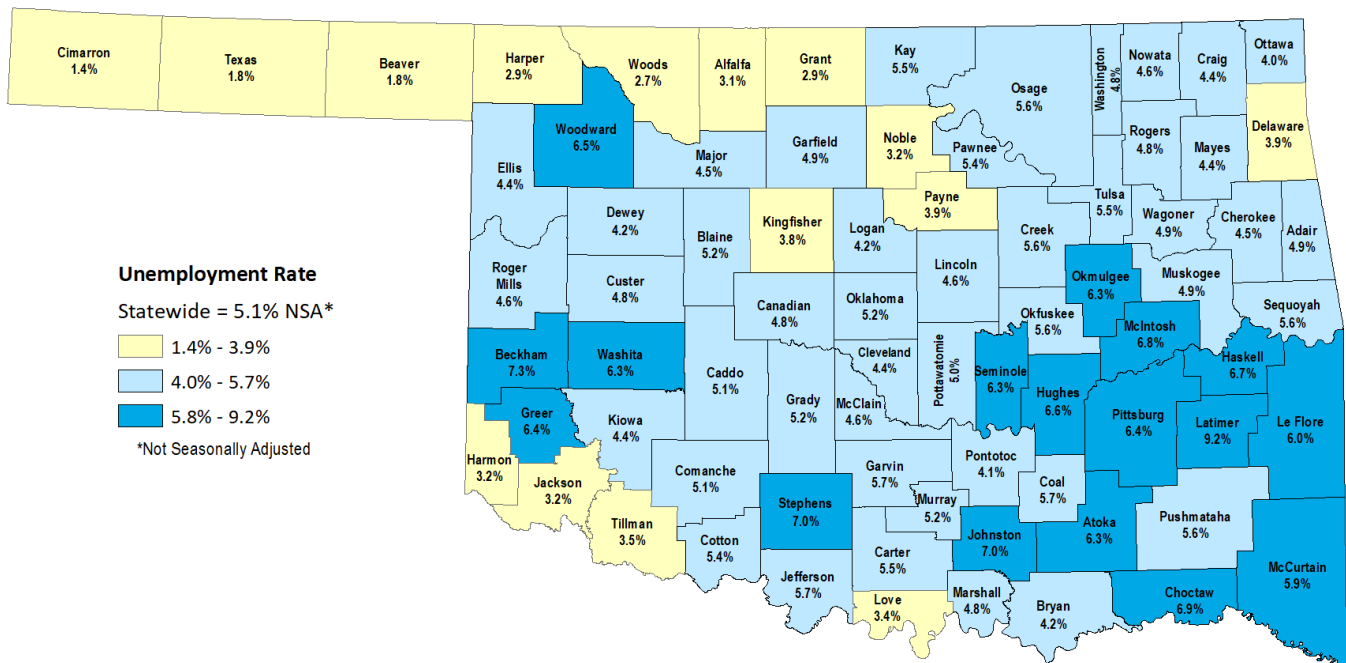 Cimarron
1.4%
Texas
1.8%
Beaver
1.8%
Harper
2.9%
Woods
2.7%
Alfalfa
3.1%
Grant
2.9%
Kay
5.5%
Osage
5.6%
Washington
4.8%
Nowata
4.6%
Craig
4.4%
Ottawa
4.0%
Woodward
6.5%
Ellis
4.4%
Major
4.5%
Garfield
4.9%
Noble
3.2%
Pawnee
5.4%
Rogers
4.8%
Mayes
4.4%
Delaware
3.9%
Dewey
4.2%
Blaine
5.2%
Kingfisher
3.8%
Logan
4.2%
Payne
3.9%
Creek
5.6%
Tulsa
5.5%
Wagoner
4.9%
Cherokee
4.5%
Adair
4.9%
Roger
Mills
4.6%
Custer
4.8%
Canadian
4.8%
Oklahoma
5.2%
Lincoln
4.6%
Okmulgee
6.3%
Muskogee
4.9%
Sequoyah
5.6%
Okfuskee
5.6%
McIntosh
6.8%
Unemployment Rate
Statewide = 5.1% NSA*
1.4% - 3.9%
4.0% - 5.7%
5.8% - 9.2%
*Not Seasonally Adjusted
Beckham
7.3%
Washita
6.3%
Caddo
5.1%
Grady
5.2%
Cleveland
4.4%
McClain
4.6%
Pottawatomie
5.0%
Seminole
6.3%
Hughes
6.6%
Pittsburg
6.4%
Haskell
6.7%
Latimer
9.2%
Le Flore
6.0%
Greer
6.4%
Kiowa
4.4%
Harmon
3.2%
Jackson
3.2%
Tillman
3.5%
Comanche
5.1%
Cotton
5.4%
Stephens
7.0%
Jefferson
5.7%
Garvin
5.7%
Murray
5.2%
Carter
5.5%
Love
3.4%
Pontotoc
4.1%
Coal
5.7%
Johnston
7.0%
Atoka
6.3%
Pushmataha
5.6%
Marshall
4.8%
Bryan
4.2%
Choctaw
6.9%
McCurtain
5.9%